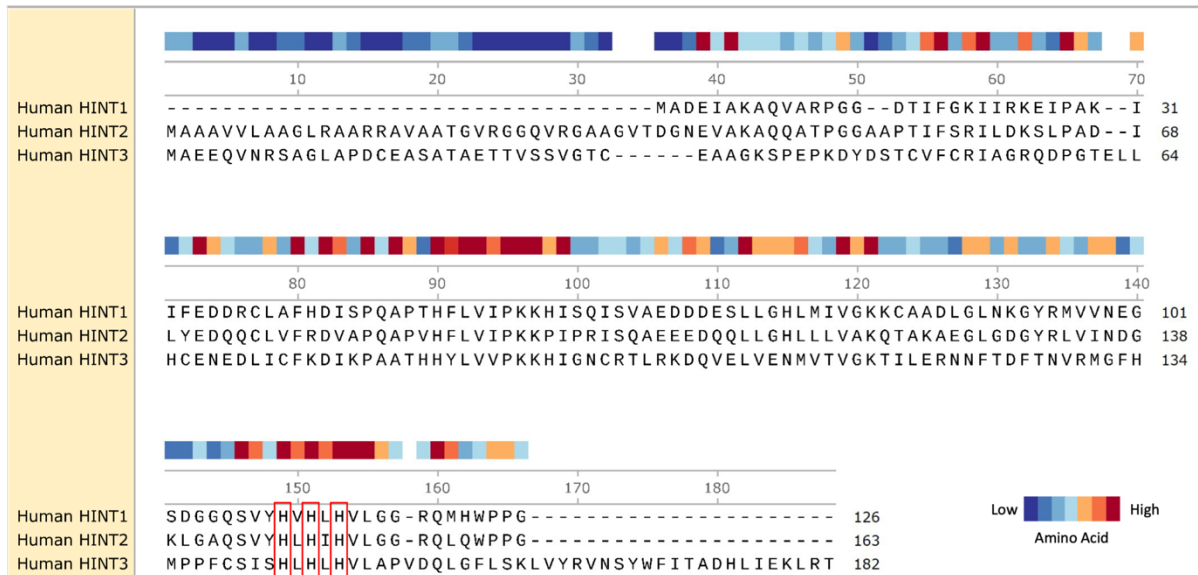 10 20 30 40 50 60 70
Human HINT1 -----------------------------------MADEIAKAQVARPGG--DTIFGKIIRKEIPAK--I 31
Human HINT2 MAAAVVLAAGLRAARRAVAATGVRGGQVRGAAGVTDGNEVAKAQQATPGGAAPTIFSRILDKSLPAD--I 68
Human HINT3 MAEEQVNRSAGLAPDCEASATAETTVSSVGTC------EAAGKSPEPKDYDSTCVFCRIAGRQDPGTELL 64
80 90 100 110 120 130 140
Human HINT1 IFEDDRCLAFHDISPQAPTHFLVIPKKHISQISVAEDDDESLLGHLMIVGKKCAADLGLNKGYRMVVNEG 101
Human HINT2 LYEDQQCLVFRDVAPQAPVHFLVIPKKPIPRISQAEEEDQQLLGHLLLVAKQTAKAEGLGDGYRLVINDG 138
Human HINT3 HCENEDLICFKDIKPAATHHYLVVPKKHIGNCRTLRKDQVELVENMVTVGKTILERNNFTDFTNVRMGFH 134
150 160 170 180
Human HINT1 SDGGQSVYHVHLHVLGG-RQMHWPPG---------------------- 126
Human HINT2 KLGAQSVYHLHIHVLGG-RQLQWPPG---------------------- 163
Human HINT3 MPPFCSISHLHLHVLAPVDQLGFLSKLVYRVNSYWFITADHLIEKLRT 182
Low High
Amino Acid